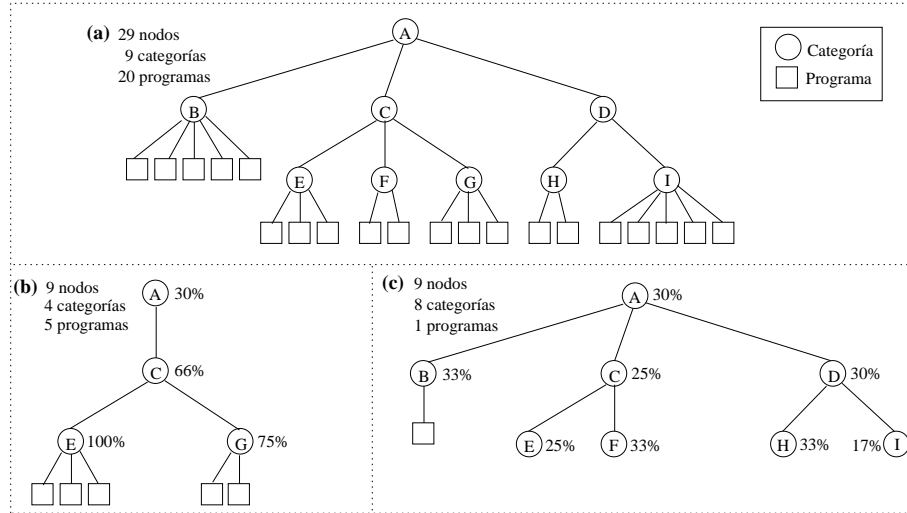 (a) 29 nodos
9 categorías
20 programas
A
Categoría
Programa
B
C
D
E
F
G
H
I
(b) 9 nodos
4 categorías
5 programas
A 30%
C 66%
E 100%
G 75%
(c) 9 nodos
8 categorías
1 programas
A 30%
B 33%
C 25%
D 30%
E 25%
F 33%
H 33%
17% I